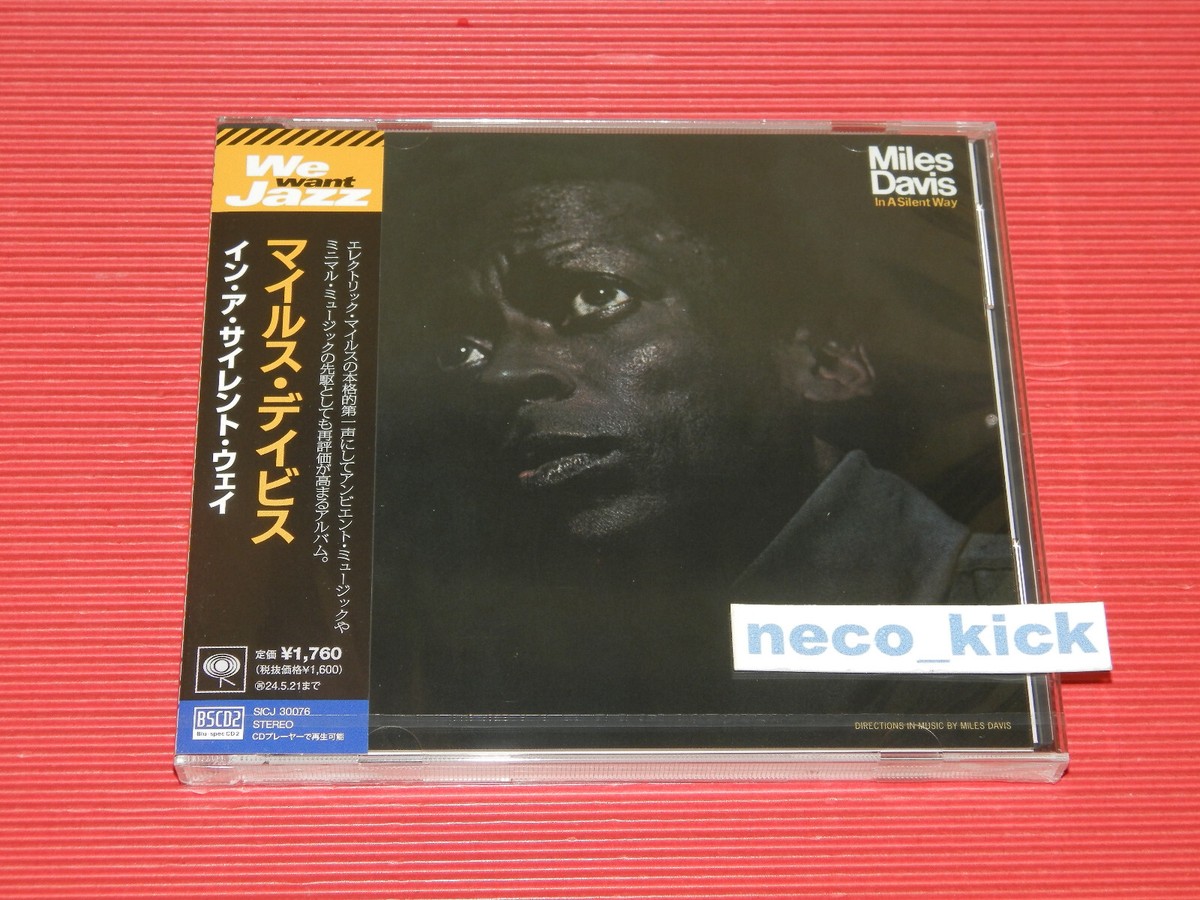 We
want
Jazz
マイルス・デイビス
イン・ア・サイレント・ウェイ
エレクトリック・マイルスの本格的第一声にしてアンビエント・ミュージックや
ミニマル・ミュージックの先駆としても再評価が高まるアルバム。
定価 ¥1,760
(税抜価格¥1,600)
㋘24.5.21まで
BSCD2
Blu-spec CD2
SICJ 30076
STEREO
CDプレーヤーで再生可能
Miles
Davis
In A Silent Way
neco_kick
DIRECTIONS IN MUSIC BY MILES DAVIS